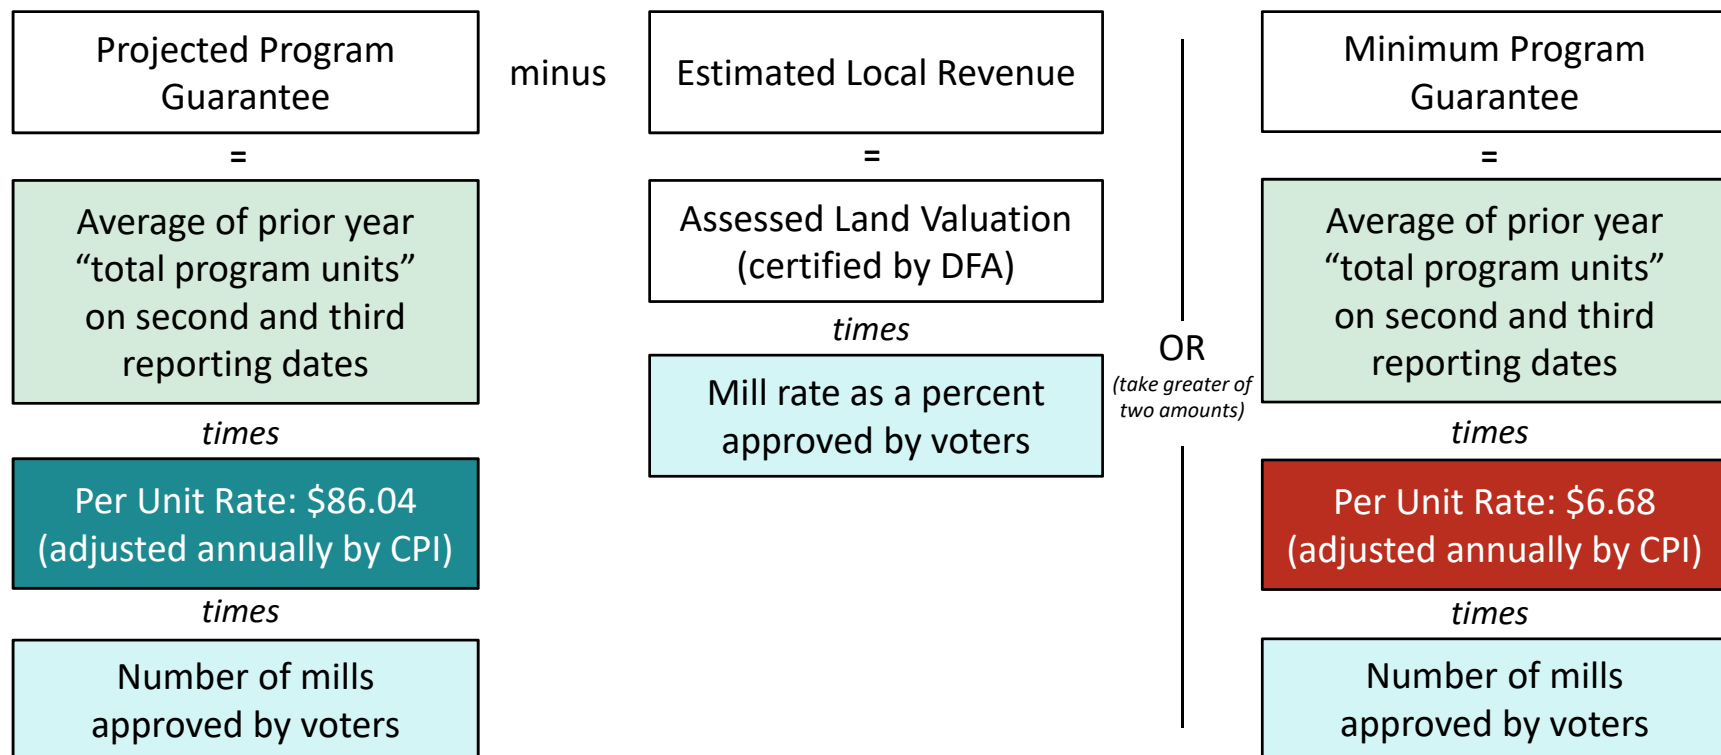 Projected Program
Guarantee
=
Average of prior year
“total program units”
on second and third
reporting dates
times
Per Unit Rate: $86.04
(adjusted annually by CPI)
times
Number of mills
approved by voters
minus
Estimated Local Revenue
=
Assessed Land Valuation
(certified by DFA)
times
Mill rate as a percent
approved by voters
OR
(take greater of
two amounts)
Minimum Program
Guarantee
=
Average of prior year
“total program units”
on second and third
reporting dates
times
Per Unit Rate: $6.68
(adjusted annually by CPI)
times
Number of mills
approved by voters